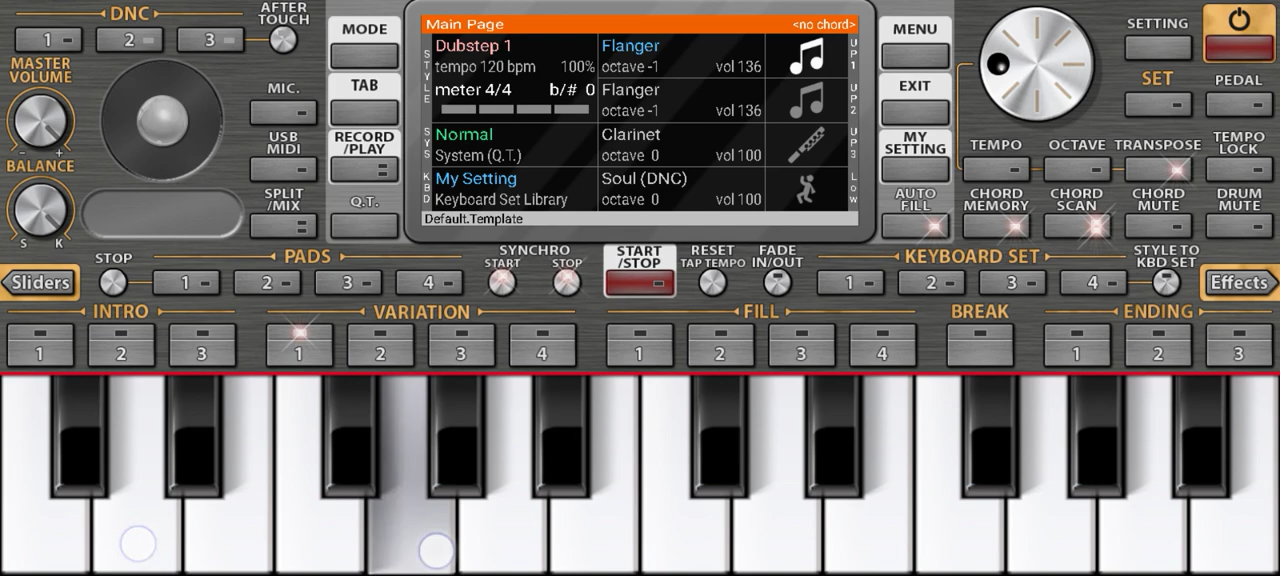 DNC
AFTER
TOUCH
1 2 3
MASTER
VOLUME
- +
BALANCE
S K
MIC.
USB
MIDI
SPLIT
/MIX
MODE
TAB
RECORD
/PLAY
Q.T.
Main Page <no chord>
STYLE
Dubstep 1
tempo 120 bpm 100%
meter 4/4 b/# 0
SYS
Normal
System (Q.T.)
KBD
My Setting
Keyboard Set Library
Flanger
octave -1 vol 136
UP1
Flanger
octave -1 vol 136
UP2
Clarinet
octave 0 vol 100
UP3
Soul (DNC)
octave 0 vol 100
Low
Default.Template
MENU
EXIT
MY
SETTING
AUTO
FILL
SETTING
SET
PEDAL
TEMPO OCTAVE TRANSPOSE
TEMPO
LOCK
CHORD
MEMORY
CHORD
SCAN
CHORD
MUTE
DRUM
MUTE
Sliders
STOP
PADS
1 2 3 4
SYNCHRO
START STOP
START
/STOP
RESET
TAP TEMPO
FADE
IN/OUT
KEYBOARD SET
1 2 3 4
STYLE TO
KBD SET
Effects
INTRO
1 2 3
VARIATION
1 2 3 4
FILL
1 2 3 4
BREAK
ENDING
1 2 3